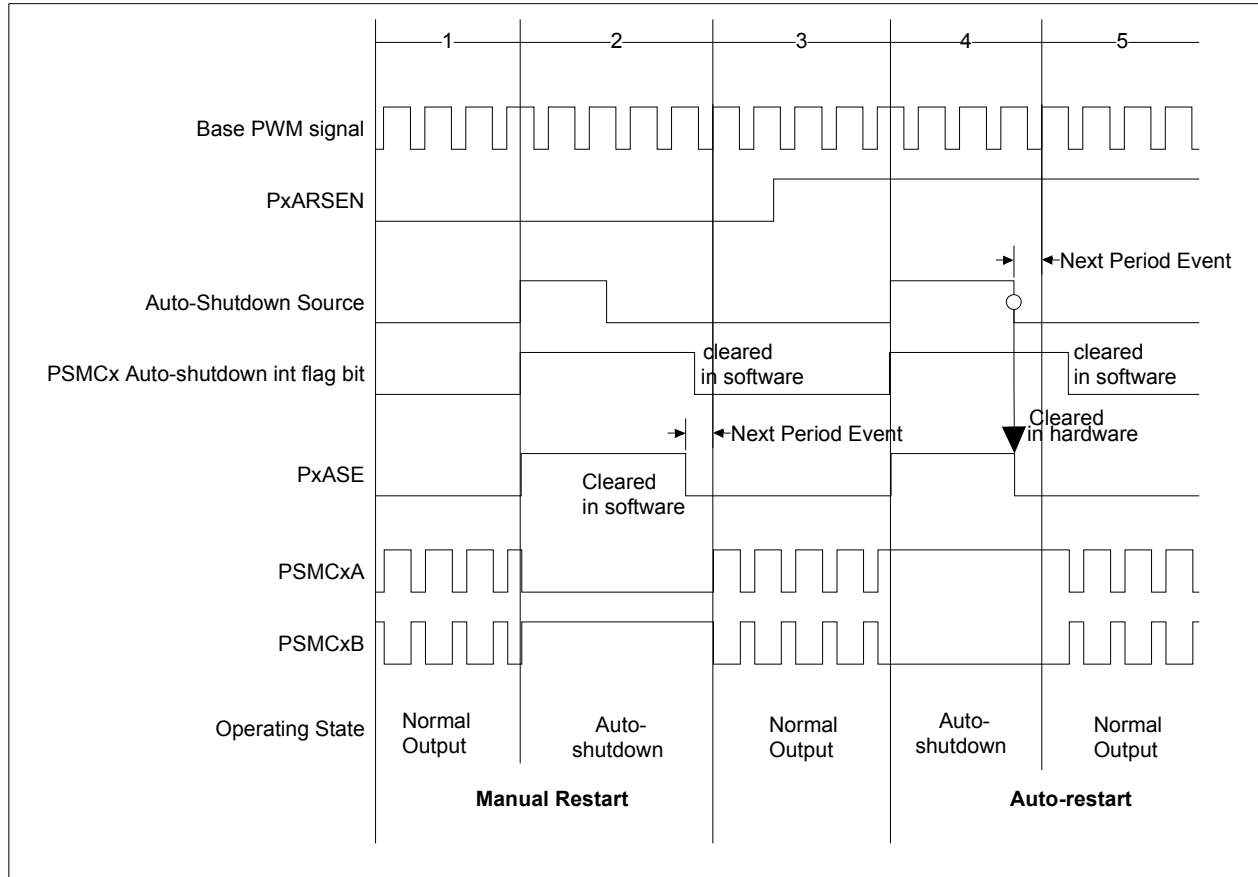 1 2 3 4 5
Base PWM signal
PxARSEN
Next Period Event
Auto-Shutdown Source
PSMCx Auto-shutdown int flag bit
cleared
in software
cleared
in software
Next Period Event
Cleared
in hardware
PxASE
Cleared
in software
PSMCxA
PSMCxB
Operating State
Normal
Output
Auto-
shutdown
Normal
Output
Auto-
shutdown
Normal
Output
Manual Restart
Auto-restart